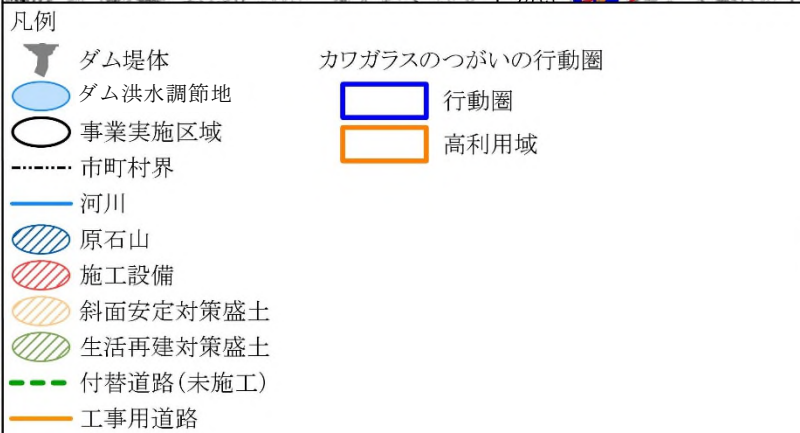 凡例
ダム堤体
ダム洪水調節地
事業実施区域
市町村界
河川
原石山
施工設備
斜面安定対策盛土
生活再建対策盛土
付替道路(未施工)
工事用道路
カワガラスのつがいの行動圏
行動圏
高利用域